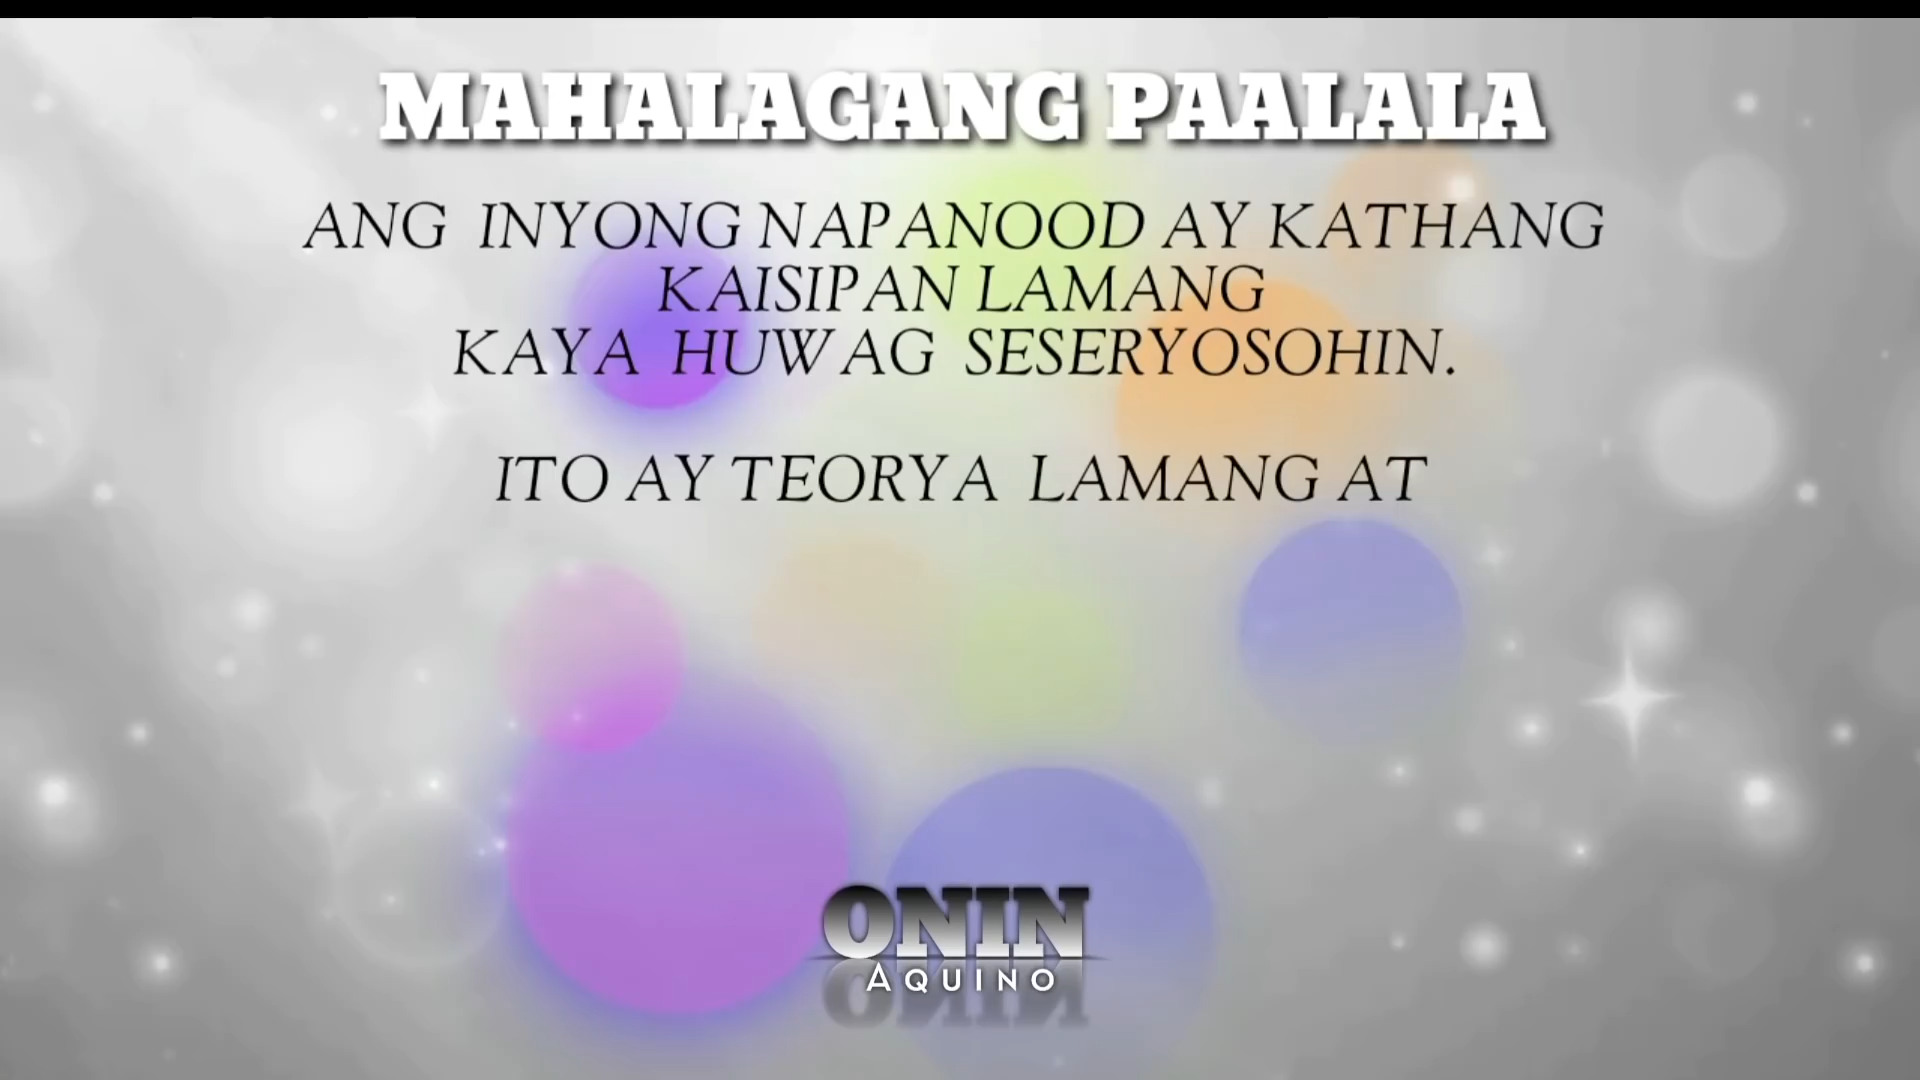 MAHALAGANG PAALALA
ANG INYONG NAPANOOD AY KATHANG
KAISIPAN LAMANG
KAYA HUWAG SESERYOSOHIN.
ITO AY TEORYA LAMANG AT
ONIN
AQUINO